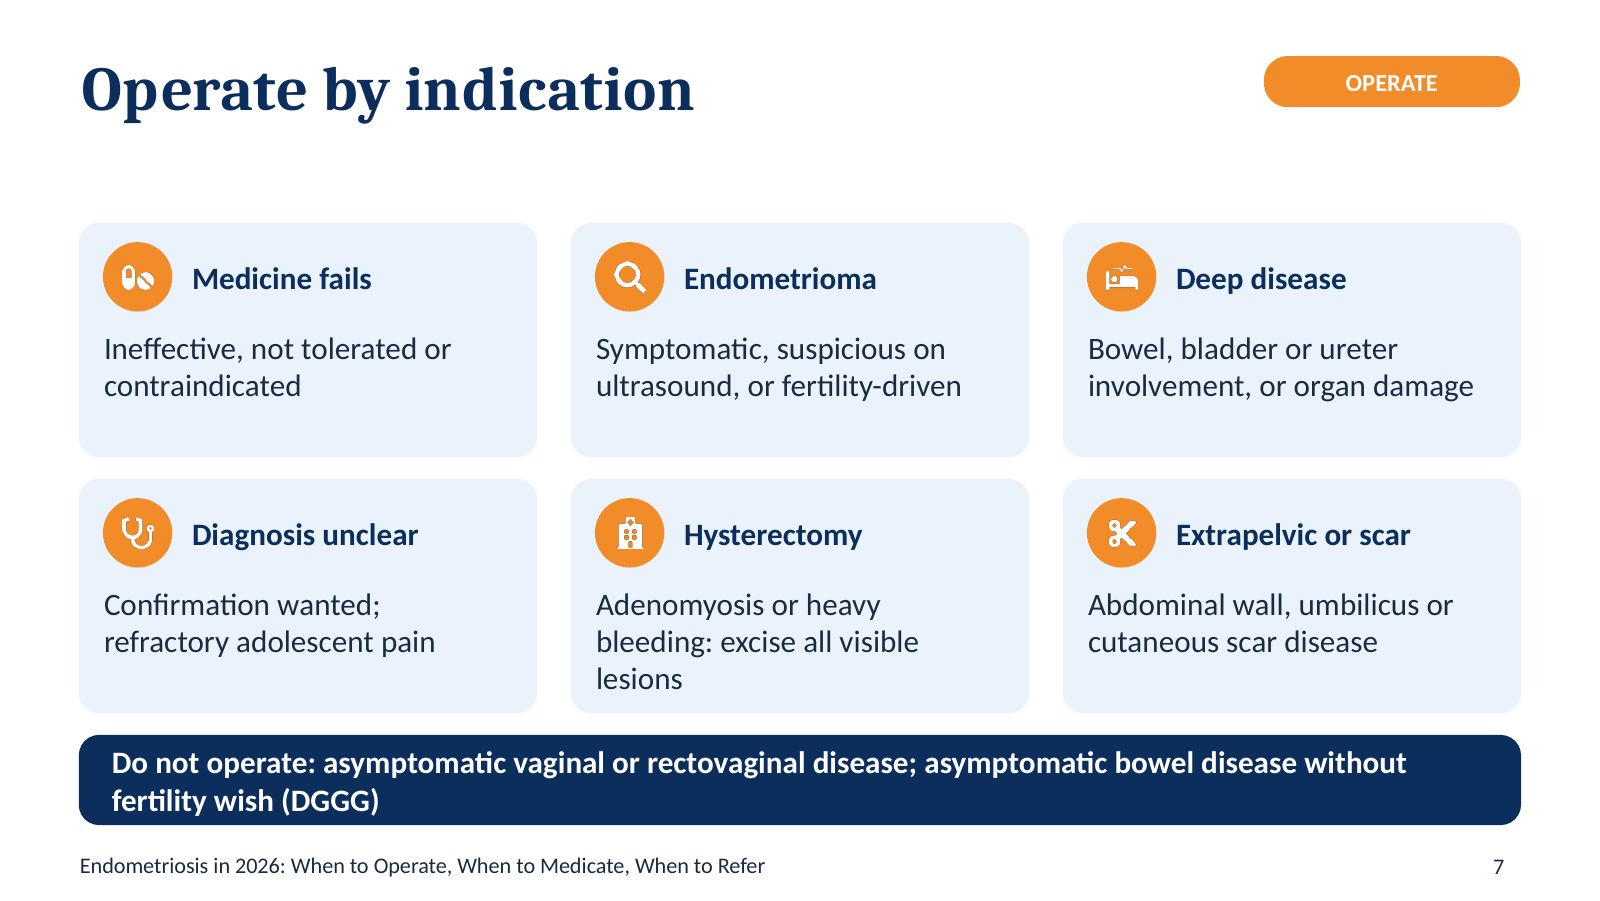 Operate by indication
OPERATE
Medicine fails
Ineffective, not tolerated or
contraindicated
Endometrioma
Symptomatic, suspicious on
ultrasound, or fertility-driven
Deep disease
Bowel, bladder or ureter
involvement, or organ damage
Diagnosis unclear
Confirmation wanted;
refractory adolescent pain
Hysterectomy
Adenomyosis or heavy
bleeding: excise all visible
lesions
Extrapelvic or scar
Abdominal wall, umbilicus or
cutaneous scar disease
Do not operate: asymptomatic vaginal or rectovaginal disease; asymptomatic bowel disease without
fertility wish (DGGG)
Endometriosis in 2026: When to Operate, When to Medicate, When to Refer
7